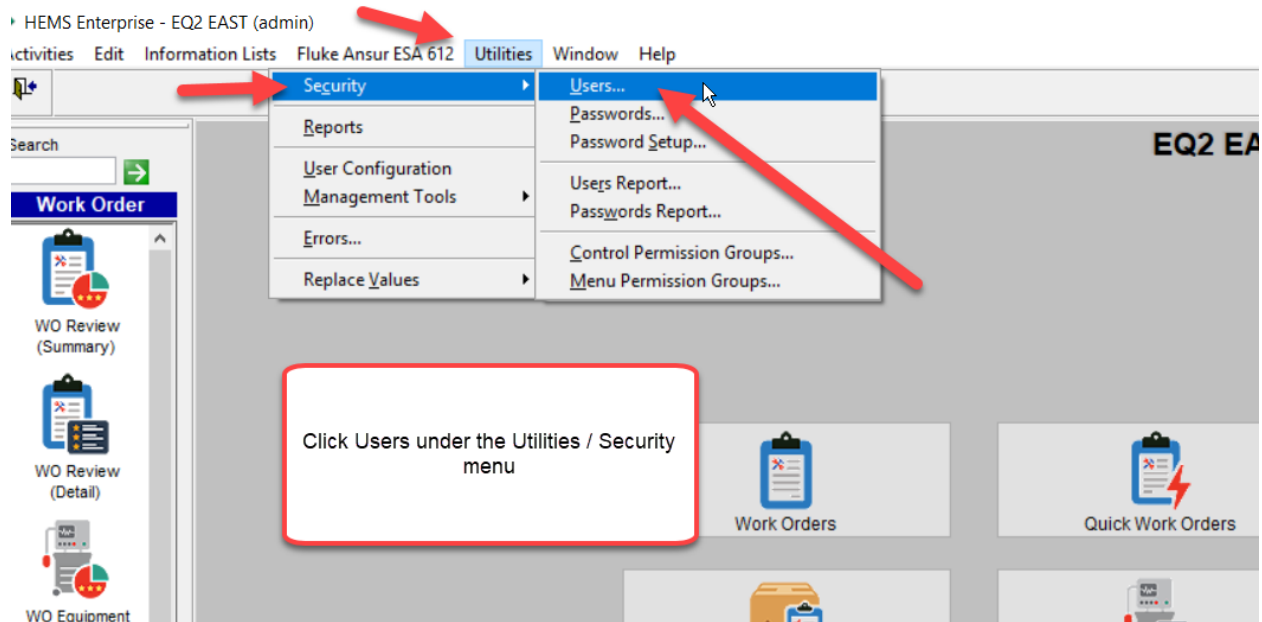 HEMS Enterprise - EQ2 EAST (admin)
Activities Edit Information Lists Fluke Ansur ESA 612 Utilities Window Help
Security Users...
Passwords...
Reports
Password Setup...
Search
User Configuration
Users Report...
Management Tools
Passwords Report...
Work Order
Errors...
Control Permission Groups...
Replace Values
Menu Permission Groups...
EQ2 EA
WO Review
(Summary)
Click Users under the Utilities / Security
menu
WO Review
(Detail)
Work Orders
Quick Work Orders
WO Equipment